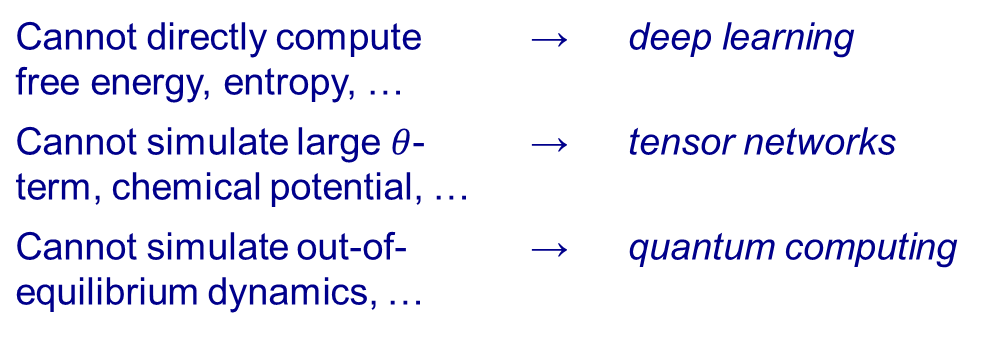 Cannot directly compute → deep learning
free energy, entropy, …
Cannot simulate large θ- → tensor networks
term, chemical potential, …
Cannot simulate out-of- → quantum computing
equilibrium dynamics, …